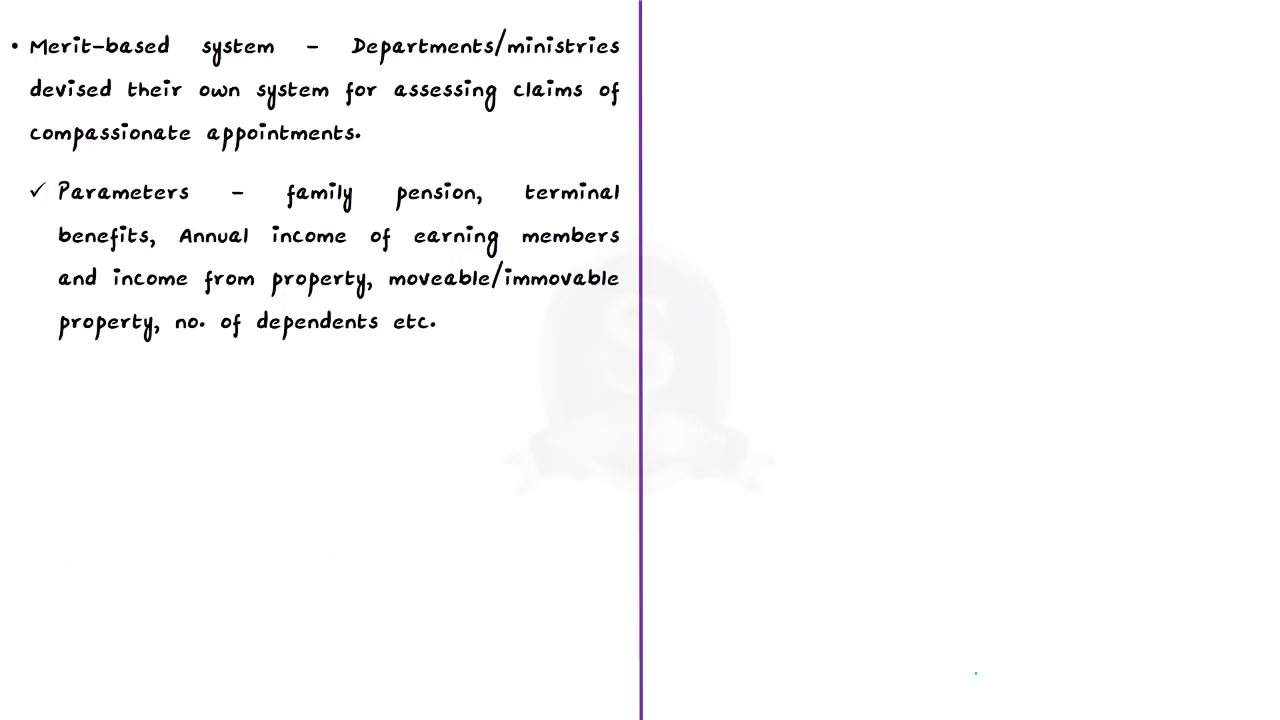 • Merit-based system - Departments/ministries
devised their own system for assessing claims of
compassionate appointments.
✓ Parameters - family pension, terminal
benefits, Annual income of earning members
and income from property, moveable/immovable
property, no. of dependents etc.
S